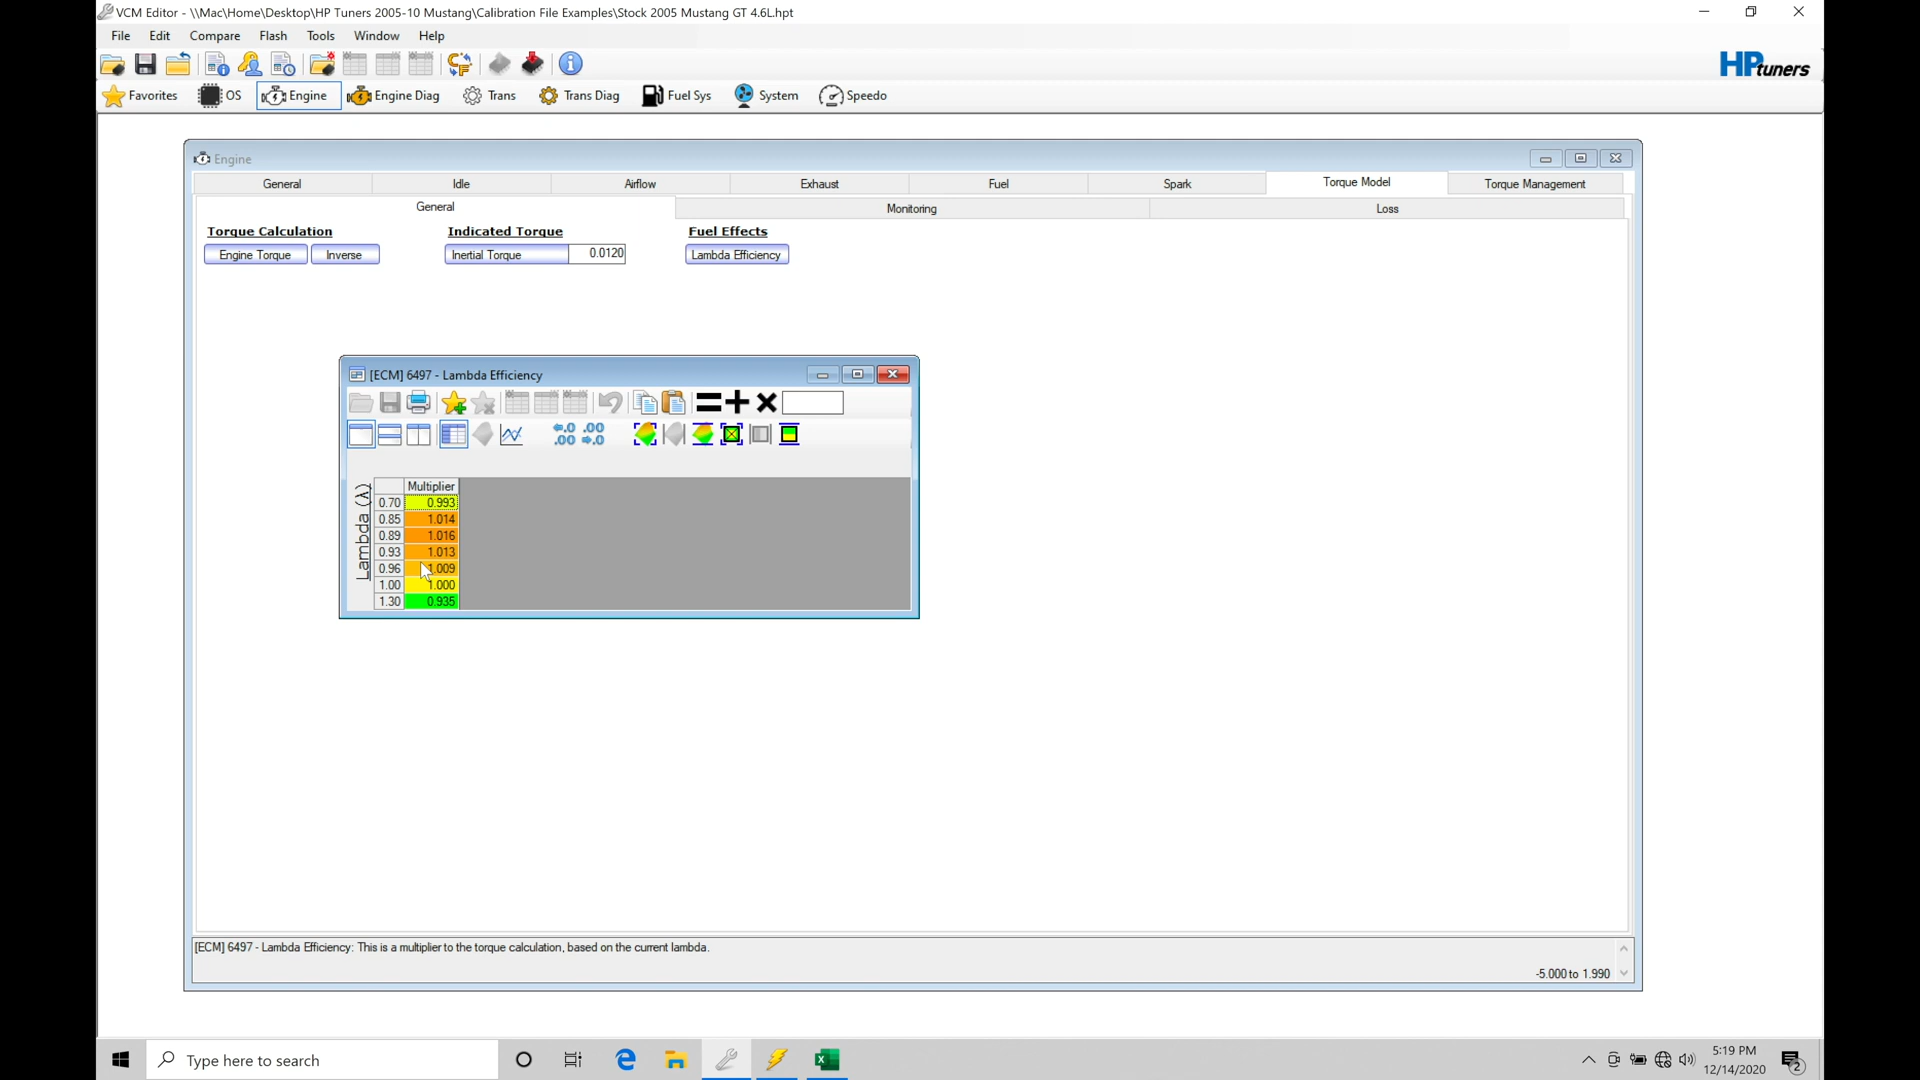 VCM Editor - \\Mac\Home\Desktop\HP Tuners 2005-10 Mustang\Calibration File Examples\Stock 2005 Mustang GT 4.6L.hpt
File Edit Compare Flash Tools Window Help
HPtuners
Favorites OS Engine Engine Diag Trans Trans Diag Fuel Sys System Speedo
Engine
General Idle Airflow Exhaust Fuel Spark Torque Model Torque Management
General Monitoring Loss
Torque Calculation Indicated Torque Fuel Effects
Engine Torque Inverse Inertial Torque 0.0120 Lambda Efficiency
[ECM] 6497 - Lambda Efficiency
←.0 .00
.00 →.0
Multiplier
Lambda (λ)
0.70 0.993
0.85 1.014
0.89 1.016
0.93 1.013
0.96 1.009
1.00 1.000
1.30 0.935
[ECM] 6497 - Lambda Efficiency: This is a multiplier to the torque calculation, based on the current lambda.
-5.000 to 1.990
Type here to search
5:19 PM
12/14/2020
2